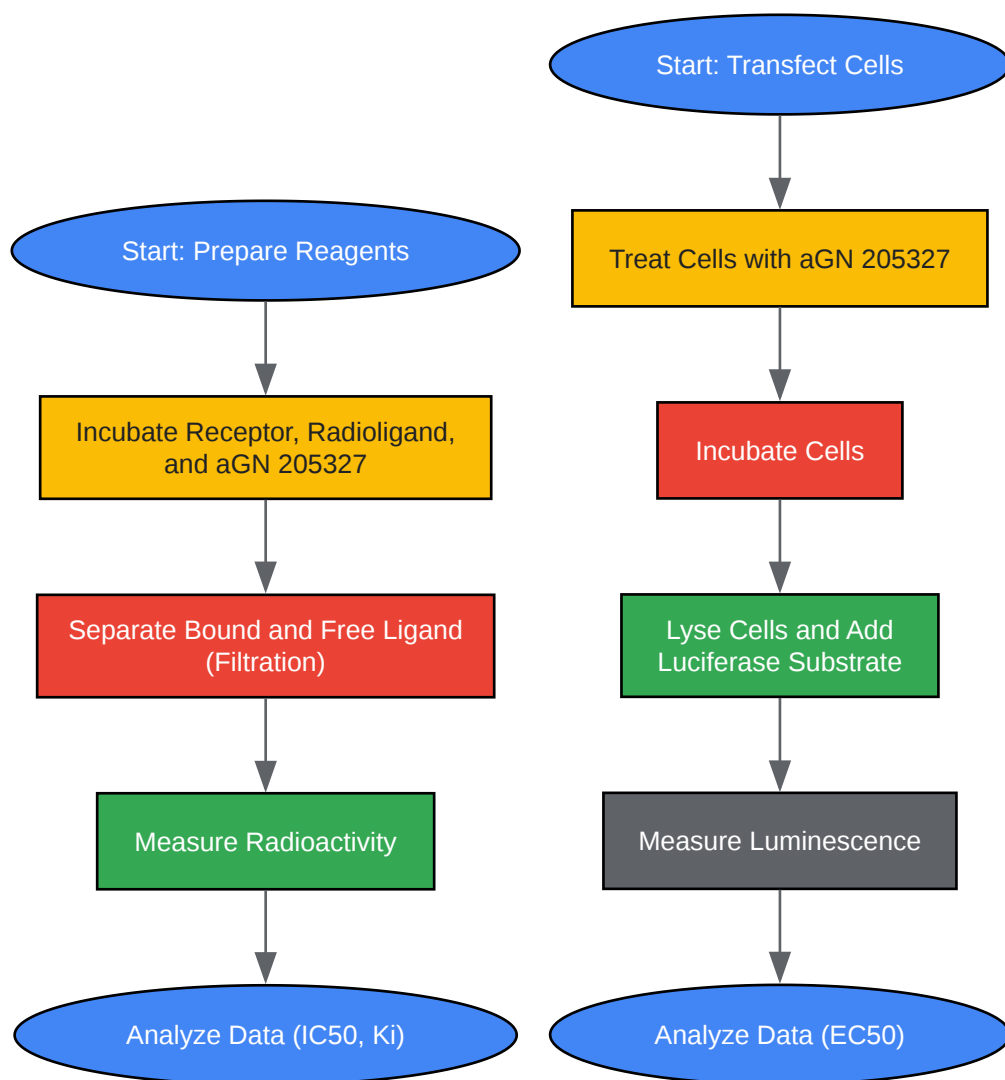 Start: Prepare Reagents
Incubate Receptor, Radioligand,
and aGN 205327
Separate Bound and Free Ligand
(Filtration)
Measure Radioactivity
Analyze Data (IC50, Ki)
Start: Transfect Cells
Treat Cells with aGN 205327
Incubate Cells
Lyse Cells and Add
Luciferase Substrate
Measure Luminescence
Analyze Data (EC50)